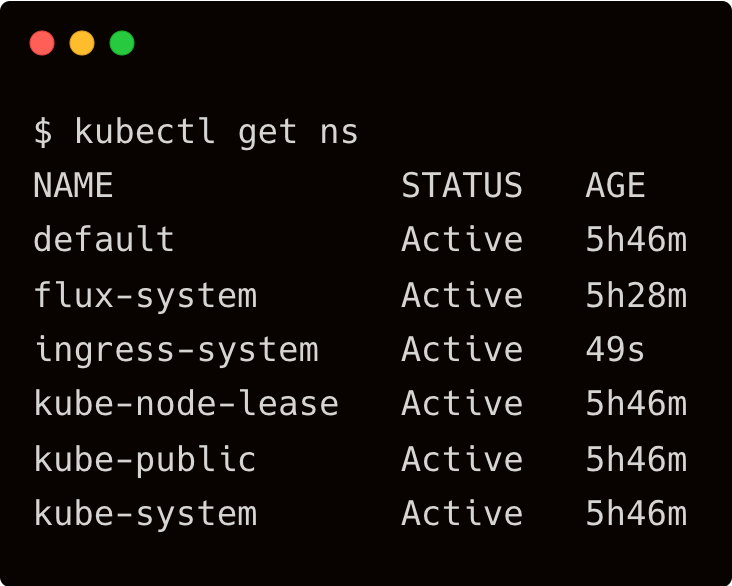 $ kubectl get ns
NAME              STATUS   AGE
default           Active   5h46m
flux-system       Active   5h28m
ingress-system    Active   49s
kube-node-lease   Active   5h46m
kube-public       Active   5h46m
kube-system       Active   5h46m